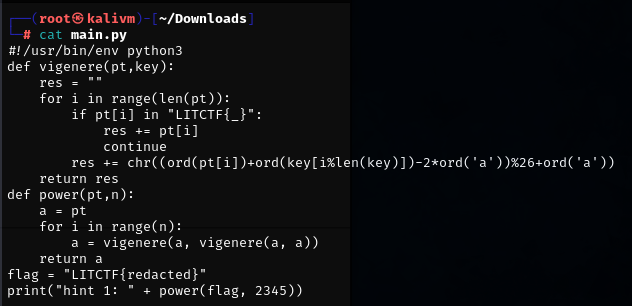 ┌──(root㉿kalivm)-[~/Downloads]
└─# cat main.py
#!/usr/bin/env python3
def vigenere(pt,key):
    res = ""
    for i in range(len(pt)):
        if pt[i] in "LITCTF{_}":
            res += pt[i]
            continue
        res += chr((ord(pt[i])+ord(key[i%len(key)])-2*ord('a'))%26+ord('a'))
    return res
def power(pt,n):
    a = pt
    for i in range(n):
        a = vigenere(a, vigenere(a, a))
    return a
flag = "LITCTF{redacted}"
print("hint 1: " + power(flag, 2345))